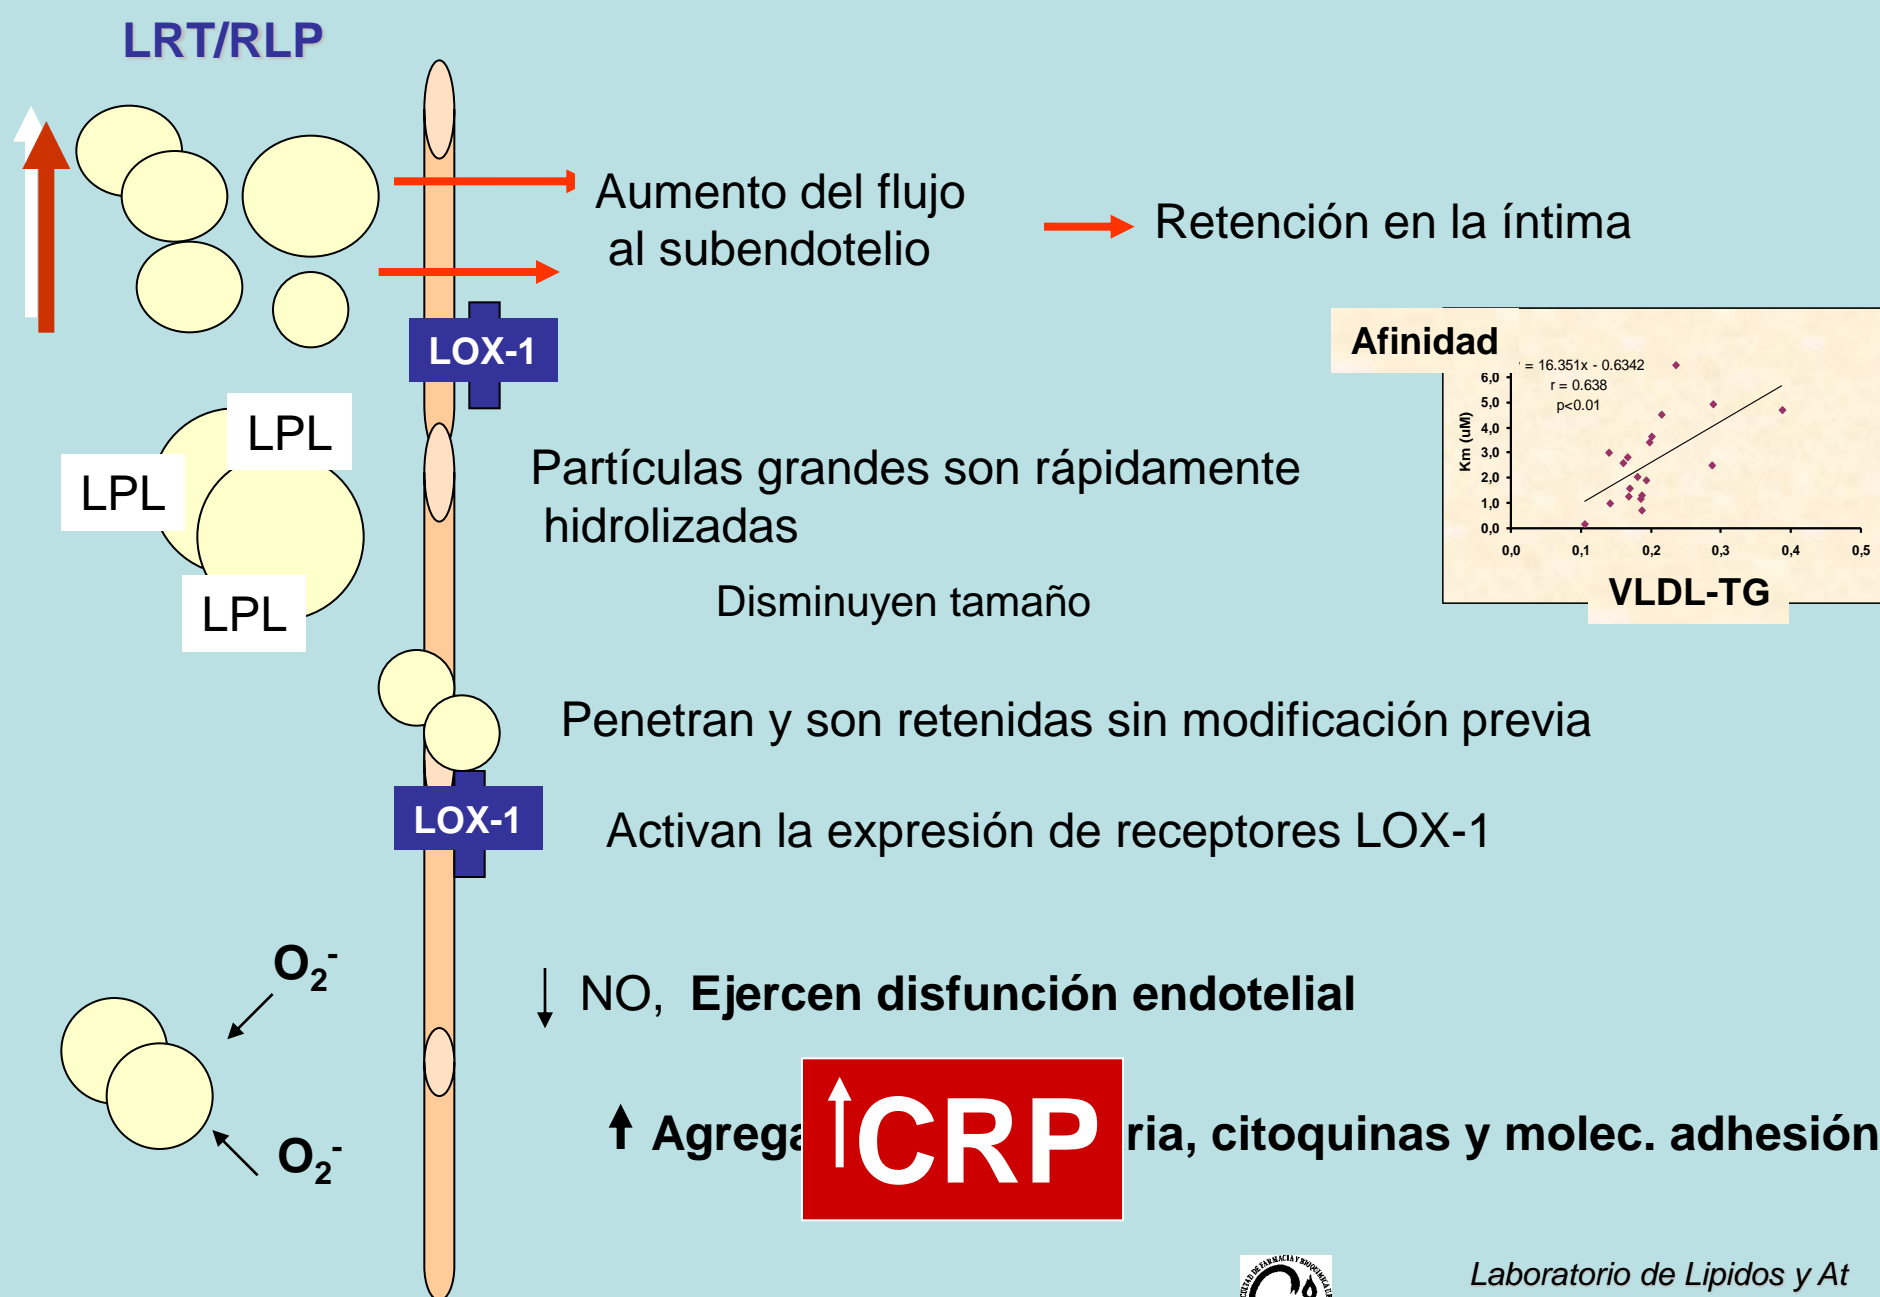 LRT/RLP
Aumento del flujo
al subendotelio
Retención en la íntima
LOX-1
Afinidad
= 16.351x - 0.6342
r = 0.638
p<0.01
Km (uM)
6,0
5,0
4,0
3,0
2,0
1,0
0,0
0,0 0,1 0,2 0,3 0,4 0,5
VLDL-TG
LPL
LPL
LPL
Partículas grandes son rápidamente
hidrolizadas
Disminuyen tamaño
Penetran y son retenidas sin modificación previa
LOX-1
Activan la expresión de receptores LOX-1
O₂⁻
NO, Ejercen disfunción endotelial
CRP
ria, citoquinas y molec. adhesión
O₂⁻
Laboratorio de Lipidos y At